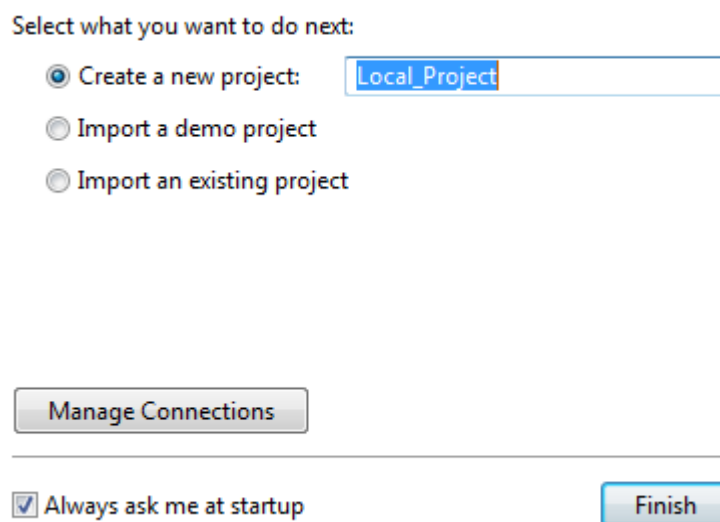 Select what you want to do next:
Create a new project: Local_Project
Import a demo project
Import an existing project
Manage Connections
Always ask me at startup Finish